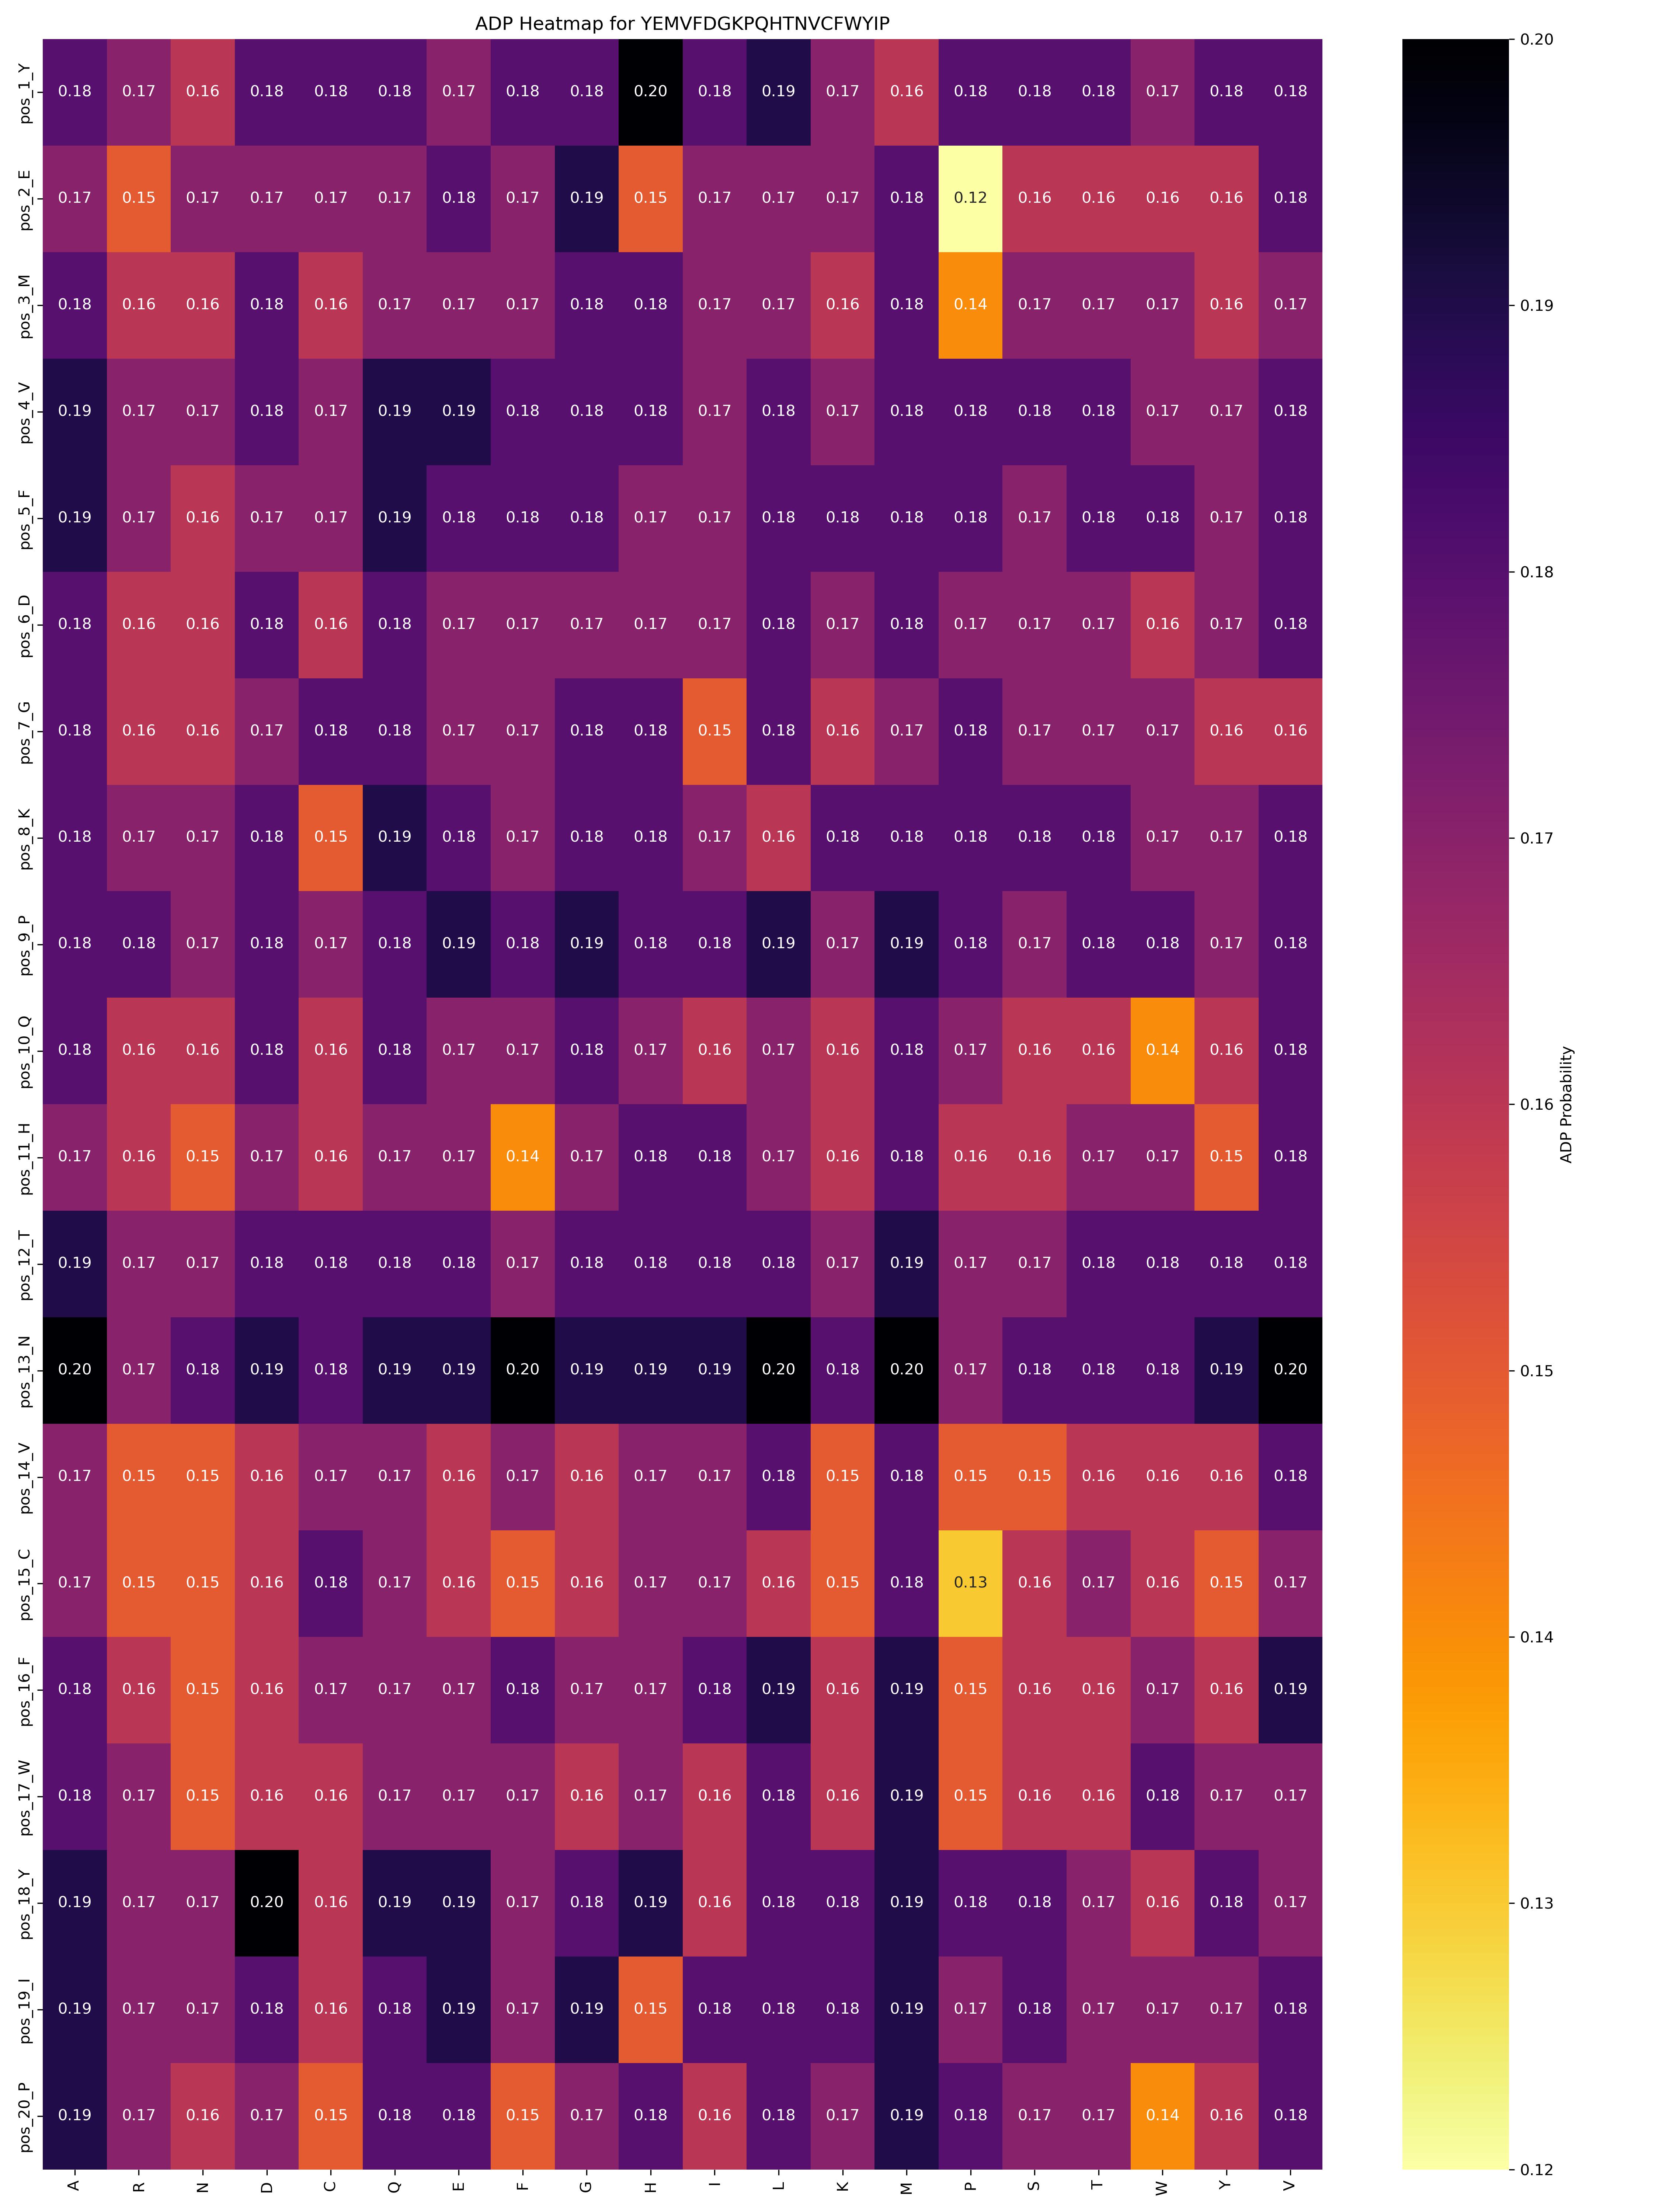 ADP Heatmap for YEMVFDGKPQHTNVCFWYIP
pos_1_Y 0.18 0.17 0.16 0.18 0.18 0.18 0.17 0.18 0.18 0.20 0.18 0.19 0.17 0.16 0.18 0.18 0.18 0.17 0.18 0.18
pos_2_E 0.17 0.15 0.17 0.17 0.17 0.17 0.18 0.17 0.19 0.15 0.17 0.17 0.17 0.18 0.12 0.16 0.16 0.16 0.16 0.18
pos_3_M 0.18 0.16 0.16 0.18 0.16 0.17 0.17 0.17 0.18 0.18 0.17 0.17 0.16 0.18 0.14 0.17 0.17 0.17 0.16 0.17
pos_4_V 0.19 0.17 0.17 0.18 0.17 0.19 0.19 0.18 0.18 0.18 0.17 0.18 0.17 0.18 0.18 0.18 0.18 0.17 0.17 0.18
pos_5_F 0.19 0.17 0.16 0.17 0.17 0.19 0.18 0.18 0.18 0.17 0.17 0.18 0.18 0.18 0.18 0.17 0.18 0.18 0.17 0.18
pos_6_D 0.18 0.16 0.16 0.18 0.16 0.18 0.17 0.17 0.17 0.17 0.17 0.18 0.17 0.18 0.17 0.17 0.17 0.16 0.17 0.18
pos_7_G 0.18 0.16 0.16 0.17 0.18 0.18 0.17 0.17 0.18 0.18 0.15 0.18 0.16 0.17 0.18 0.17 0.17 0.17 0.16 0.16
pos_8_K 0.18 0.17 0.17 0.18 0.15 0.19 0.18 0.17 0.18 0.18 0.17 0.16 0.18 0.18 0.18 0.18 0.18 0.17 0.17 0.18
pos_9_P 0.18 0.18 0.17 0.18 0.17 0.18 0.19 0.18 0.19 0.18 0.18 0.19 0.17 0.19 0.18 0.17 0.18 0.18 0.17 0.18
pos_10_Q 0.18 0.16 0.16 0.18 0.16 0.18 0.17 0.17 0.18 0.17 0.16 0.17 0.16 0.18 0.17 0.16 0.16 0.14 0.16 0.18
pos_11_H 0.17 0.16 0.15 0.17 0.16 0.17 0.17 0.14 0.17 0.18 0.18 0.17 0.16 0.18 0.16 0.16 0.17 0.17 0.15 0.18
pos_12_T 0.19 0.17 0.17 0.18 0.18 0.18 0.18 0.17 0.18 0.18 0.18 0.18 0.17 0.19 0.17 0.17 0.18 0.18 0.18 0.18
pos_13_N 0.20 0.17 0.18 0.19 0.18 0.19 0.19 0.20 0.19 0.19 0.19 0.20 0.18 0.20 0.17 0.18 0.18 0.18 0.19 0.20
pos_14_V 0.17 0.15 0.15 0.16 0.17 0.17 0.16 0.17 0.16 0.17 0.17 0.18 0.15 0.18 0.15 0.15 0.16 0.16 0.16 0.18
pos_15_C 0.17 0.15 0.15 0.16 0.18 0.17 0.16 0.15 0.16 0.17 0.17 0.16 0.15 0.18 0.13 0.16 0.17 0.16 0.15 0.17
pos_16_F 0.18 0.16 0.15 0.16 0.17 0.17 0.17 0.18 0.17 0.17 0.18 0.19 0.16 0.19 0.15 0.16 0.16 0.17 0.16 0.19
pos_17_W 0.18 0.17 0.15 0.16 0.16 0.17 0.17 0.17 0.16 0.17 0.16 0.18 0.16 0.19 0.15 0.16 0.16 0.18 0.17 0.17
pos_18_Y 0.19 0.17 0.17 0.20 0.16 0.19 0.19 0.17 0.18 0.19 0.16 0.18 0.18 0.19 0.18 0.18 0.17 0.16 0.18 0.17
pos_19_I 0.19 0.17 0.17 0.18 0.16 0.18 0.19 0.17 0.19 0.15 0.18 0.18 0.18 0.19 0.17 0.18 0.17 0.17 0.17 0.18
pos_20_P 0.19 0.17 0.16 0.17 0.15 0.18 0.18 0.15 0.17 0.18 0.16 0.18 0.17 0.19 0.18 0.17 0.17 0.14 0.16 0.18
A R N D C Q E F G H I L K M P S T W Y V
0.20
0.19
0.18
0.17
0.16
0.15
0.14
0.13
0.12
ADP Probability